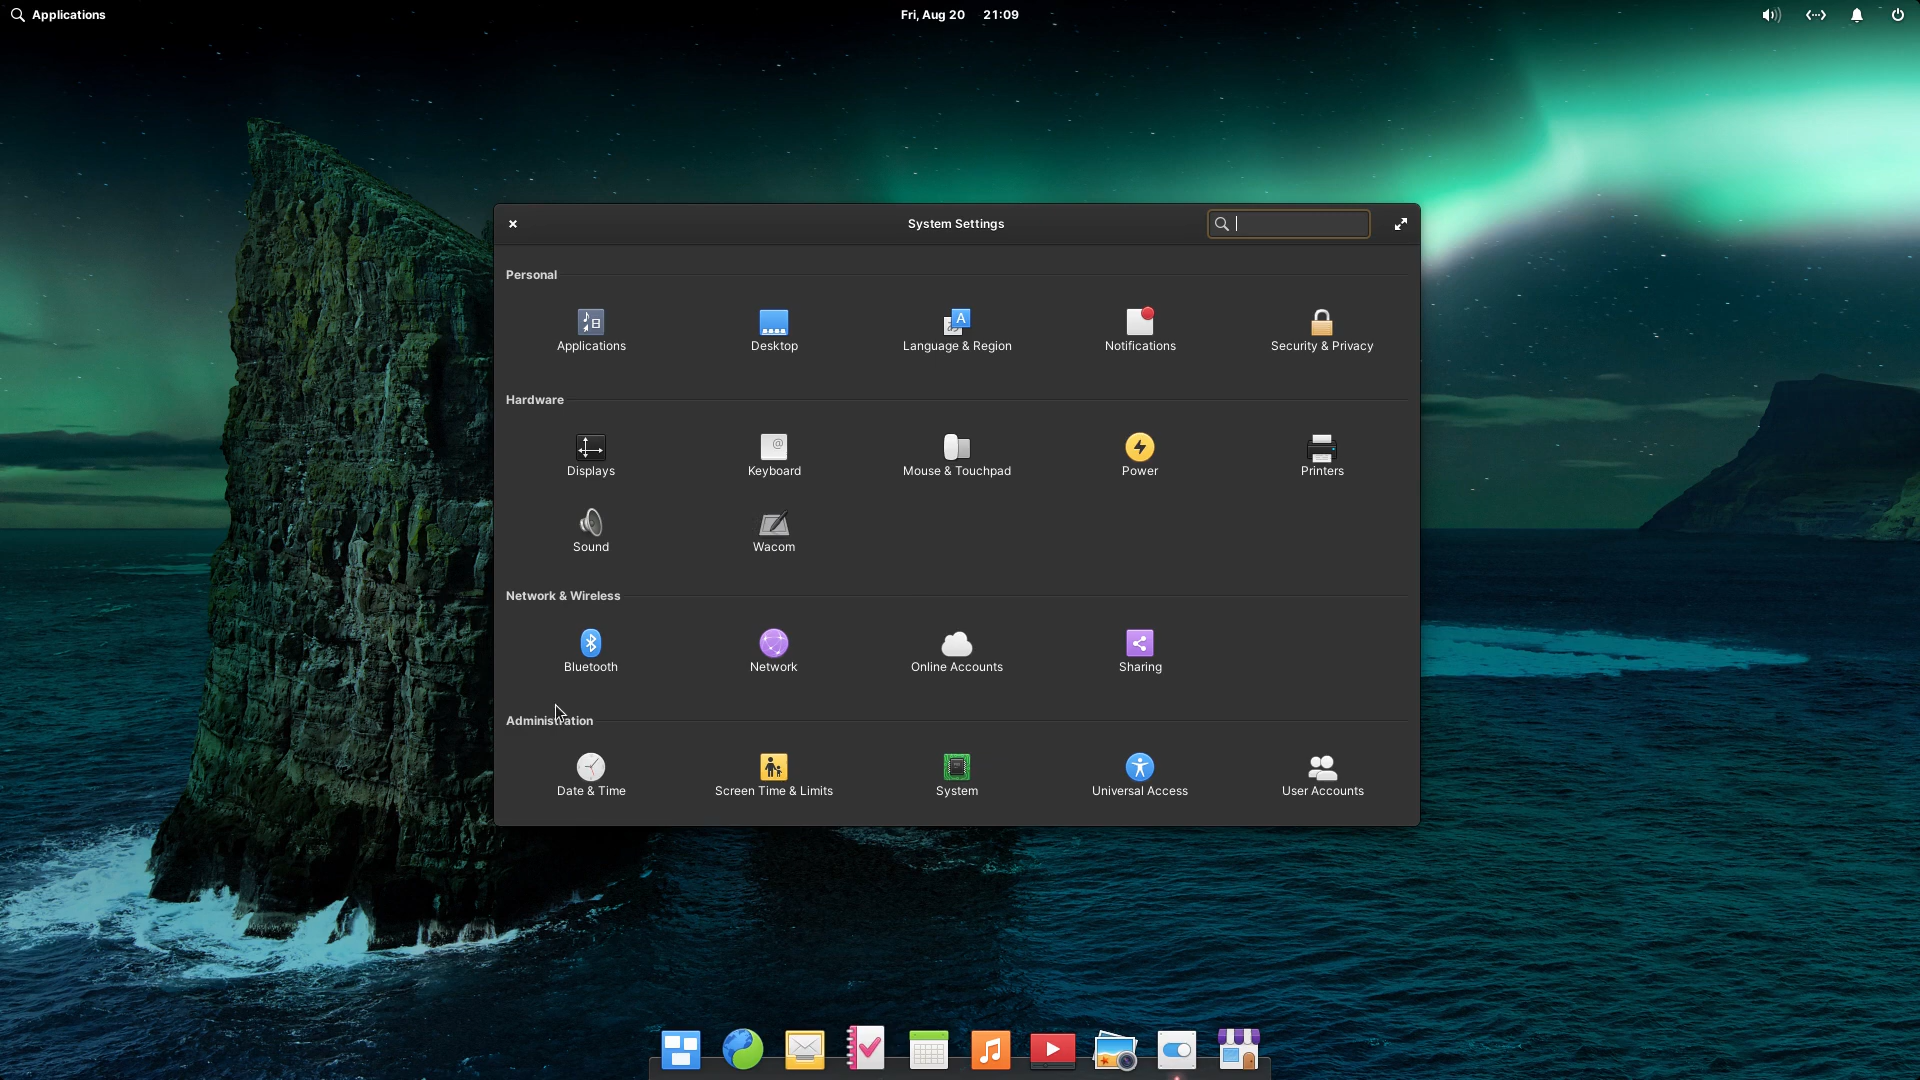 Applications
Fri, Aug 20 21:09
System Settings
Personal
Applications
Desktop
Language & Region
Notifications
Security & Privacy
Hardware
Displays
Keyboard
Mouse & Touchpad
Power
Printers
Sound
Wacom
Network & Wireless
Bluetooth
Network
Online Accounts
Sharing
Administration
Date & Time
Screen Time & Limits
System
Universal Access
User Accounts